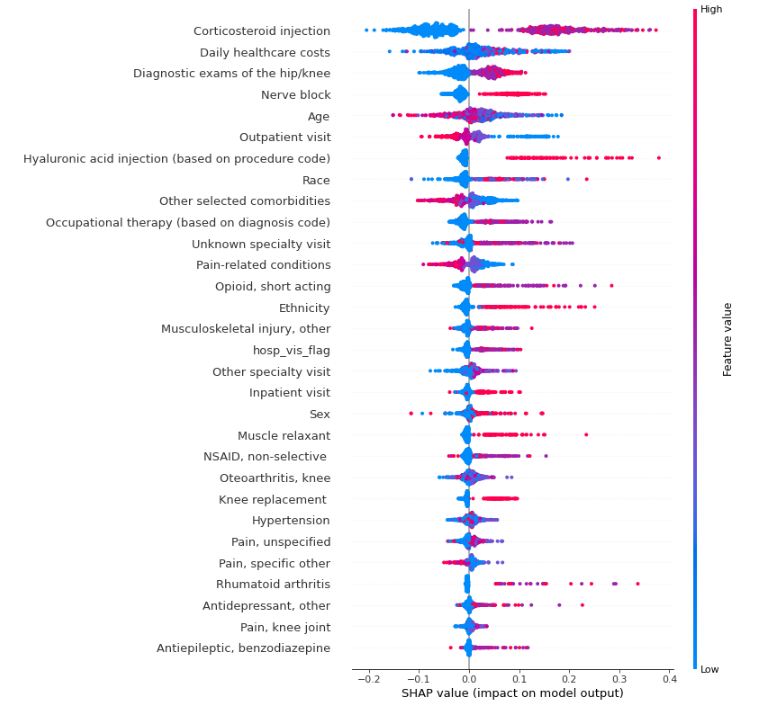 High
Corticosteroid injection
Daily healthcare costs
Diagnostic exams of the hip/knee
Nerve block
Age
Outpatient visit
Hyaluronic acid injection (based on procedure code)
Race
Other selected comorbidities
Occupational therapy (based on diagnosis code)
Unknown specialty visit
Pain-related conditions
Opioid, short acting
Ethnicity
Musculoskeletal injury, other
hosp_vis_flag
Other specialty visit
Inpatient visit
Sex
Muscle relaxant
NSAID, non-selective
Oteoarthritis, knee
Knee replacement
Hypertension
Pain, unspecified
Pain, specific other
Rhumatoid arthritis
Antidepressant, other
Pain, knee joint
Antiepileptic, benzodiazepine
Feature value
Low
−0.2 −0.1 0.0 0.1 0.2 0.3 0.4
SHAP value (impact on model output)